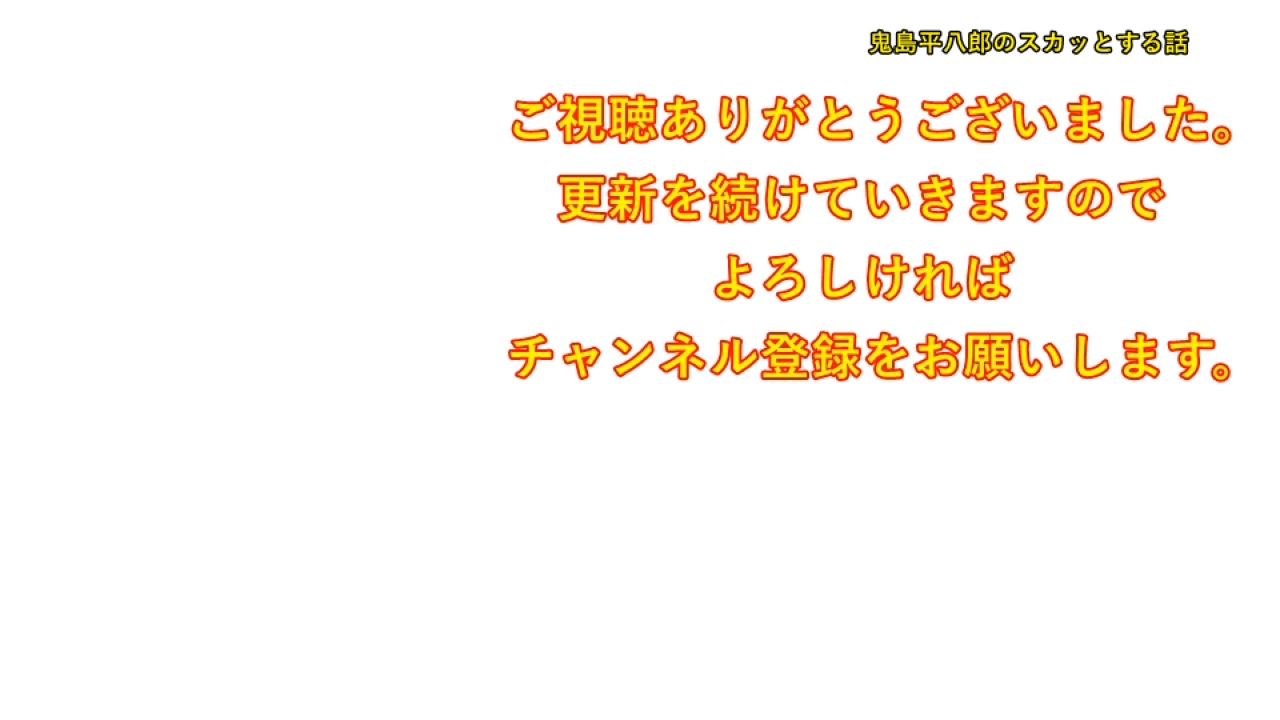 鬼島平八郎のスカッとする話
ご視聴ありがとうございました。
更新を続けていきますので
よろしければ
チャンネル登録をお願いします。